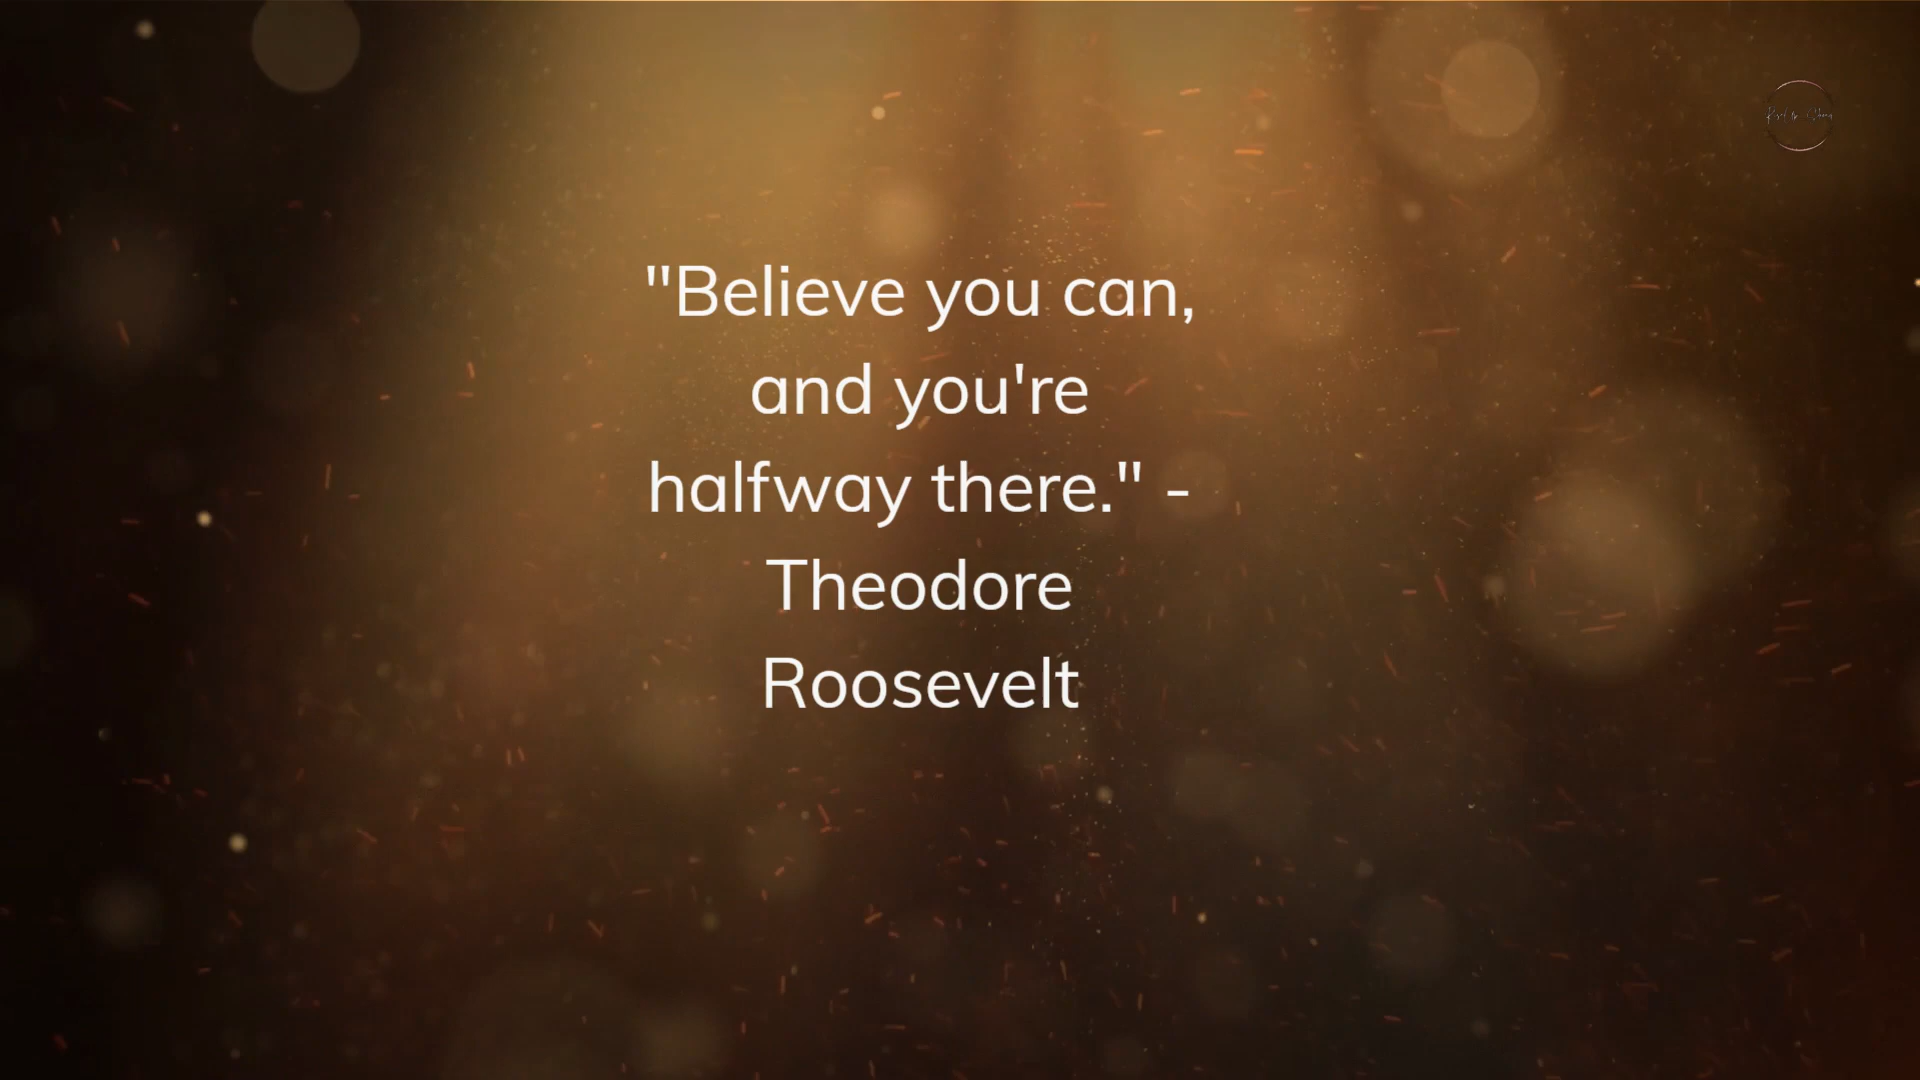 "Believe you can,
and you're
halfway there." -
Theodore
Roosevelt